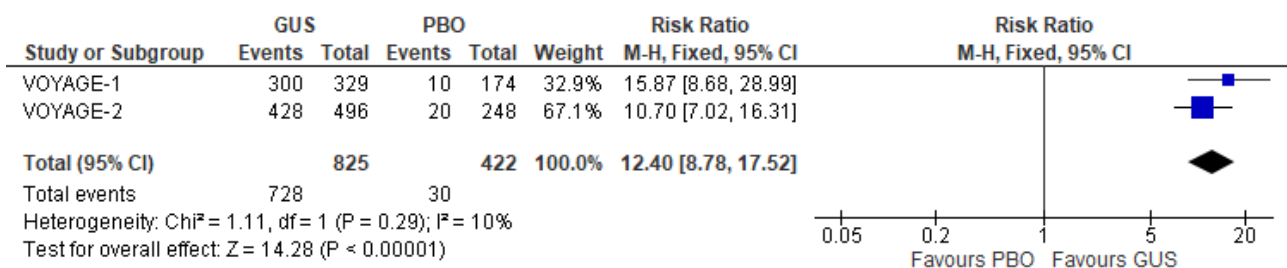 GUS PBO Risk Ratio Risk Ratio
Study or Subgroup Events Total Events Total Weight M-H, Fixed, 95% CI M-H, Fixed, 95% CI
VOYAGE-1 300 329 10 174 32.9% 15.87 [8.68, 28.99]
VOYAGE-2 428 496 20 248 67.1% 10.70 [7.02, 16.31]
Total (95% CI) 825 422 100.0% 12.40 [8.78, 17.52]
Total events 728 30
Heterogeneity: Chi² = 1.11, df = 1 (P = 0.29); I² = 10%
Test for overall effect: Z = 14.28 (P < 0.00001)
0.05 0.2 1 5 20
Favours PBO Favours GUS